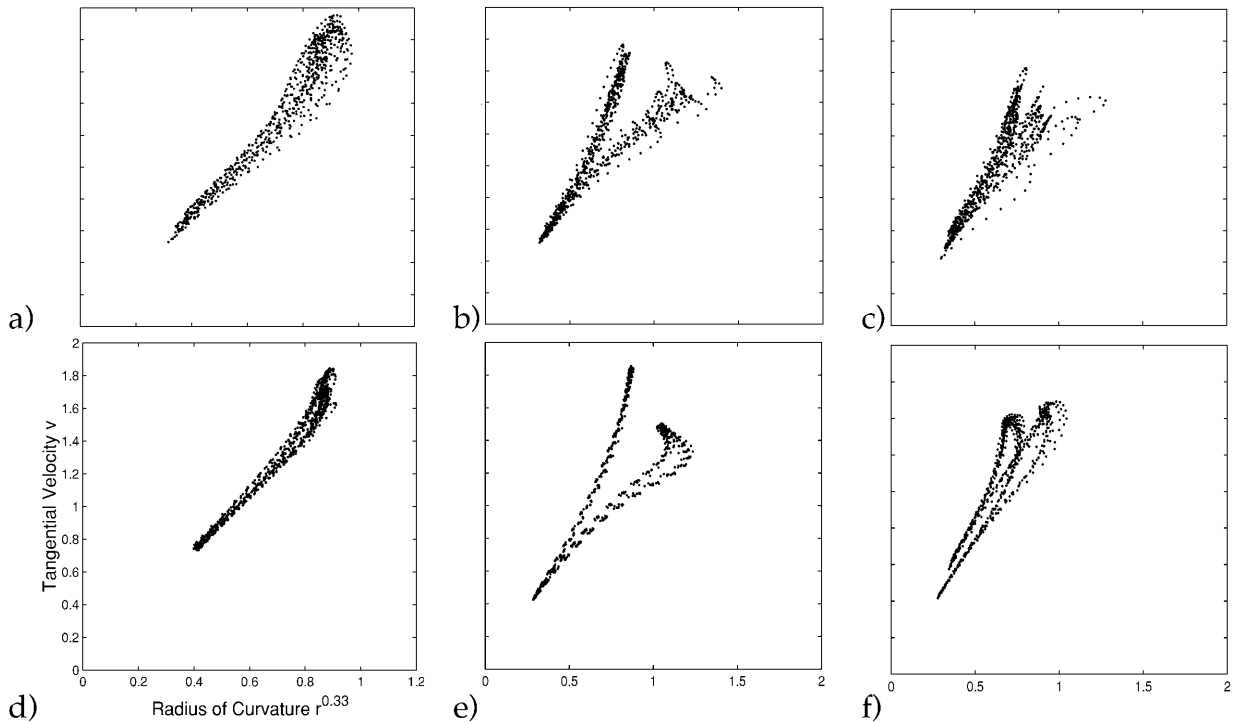 a)
b)
c)
2
1.8
1.6
1.4
1.2
1
0.8
0.6
0.4
0.2
0
Tangential Velocity v
0 0.2 0.4 0.6 0.8 1 1.2
Radius of Curvature r^0.33
d)
0 0.5 1 1.5 2
e)
0 0.5 1 1.5 2
f)